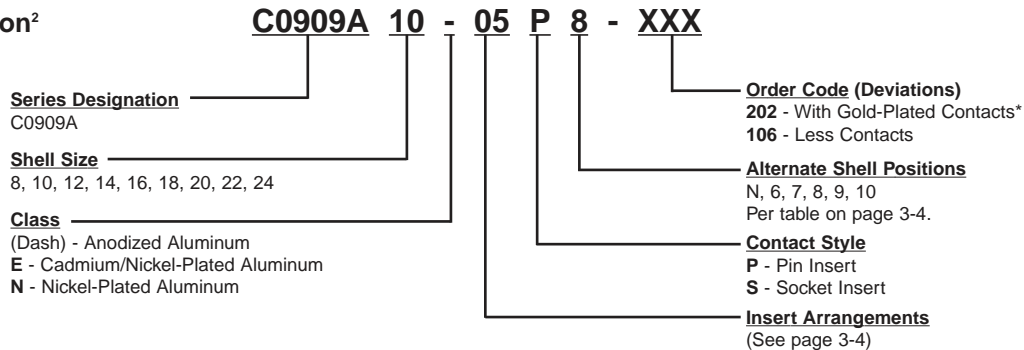 on²
C0909A 10 - 05 P 8 - XXX
Series Designation
C0909A
Shell Size
8, 10, 12, 14, 16, 18, 20, 22, 24
Class
(Dash) - Anodized Aluminum
E - Cadmium/Nickel-Plated Aluminum
N - Nickel-Plated Aluminum
Order Code (Deviations)
202 - With Gold-Plated Contacts*
106 - Less Contacts
Alternate Shell Positions
N, 6, 7, 8, 9, 10
Per table on page 3-4.
Contact Style
P - Pin Insert
S - Socket Insert
Insert Arrangements
(See page 3-4)